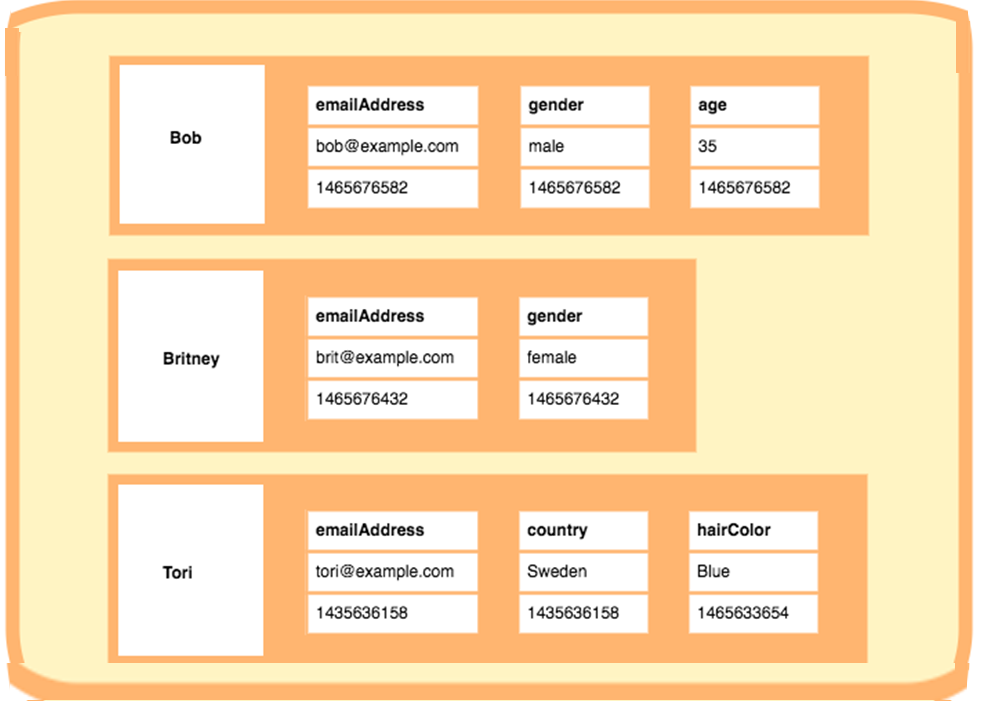 emailAddress gender age
Bob
bob@example.com male 35
1465676582 1465676582 1465676582
emailAddress gender
Britney
brit@example.com female
1465676432 1465676432
emailAddress country hairColor
Tori
tori@example.com Sweden Blue
1435636158 1435636158 1465633654